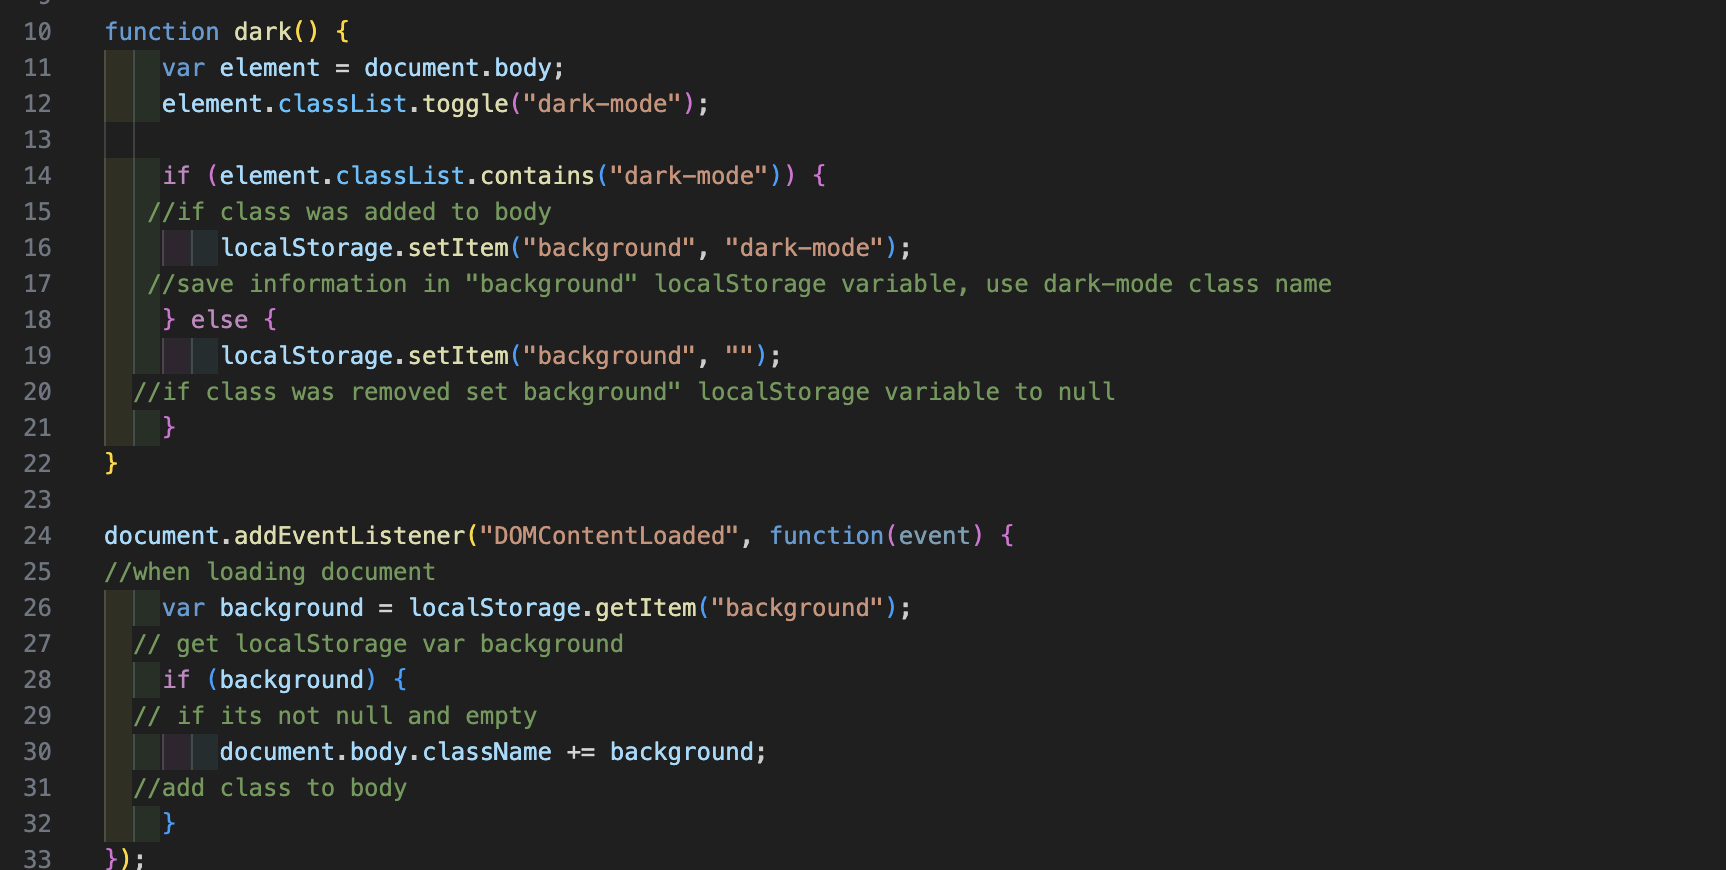 10 function dark() {
11 var element = document.body;
12 element.classList.toggle("dark-mode");
13
14 if (element.classList.contains("dark-mode")) {
15 //if class was added to body
16 localStorage.setItem("background", "dark-mode");
17 //save information in "background" localStorage variable, use dark-mode class name
18 } else {
19 localStorage.setItem("background", "");
20 //if class was removed set background" localStorage variable to null
21 }
22 }
23
24 document.addEventListener("DOMContentLoaded", function(event) {
25 //when loading document
26 var background = localStorage.getItem("background");
27 // get localStorage var background
28 if (background) {
29 // if its not null and empty
30 document.body.className += background;
31 //add class to body
32 }
33 });